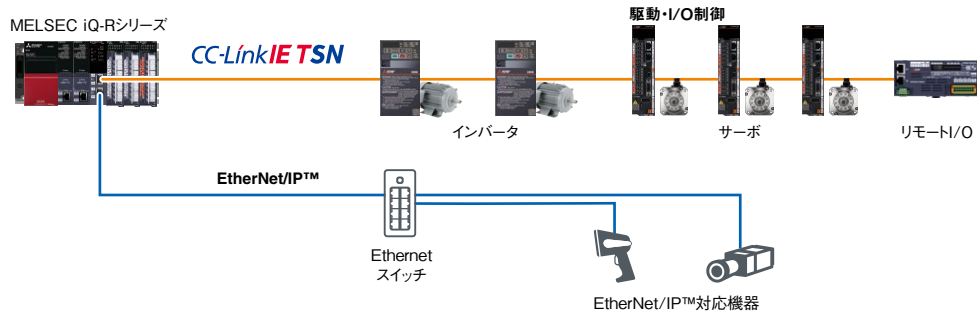 駆動・I/O制御
MELSEC iQ-Rシリーズ
CC-Link IE TSN
インバータ
サーボ
リモートI/O
EtherNet/IP™
Ethernet
スイッチ
EtherNet/IP™対応機器